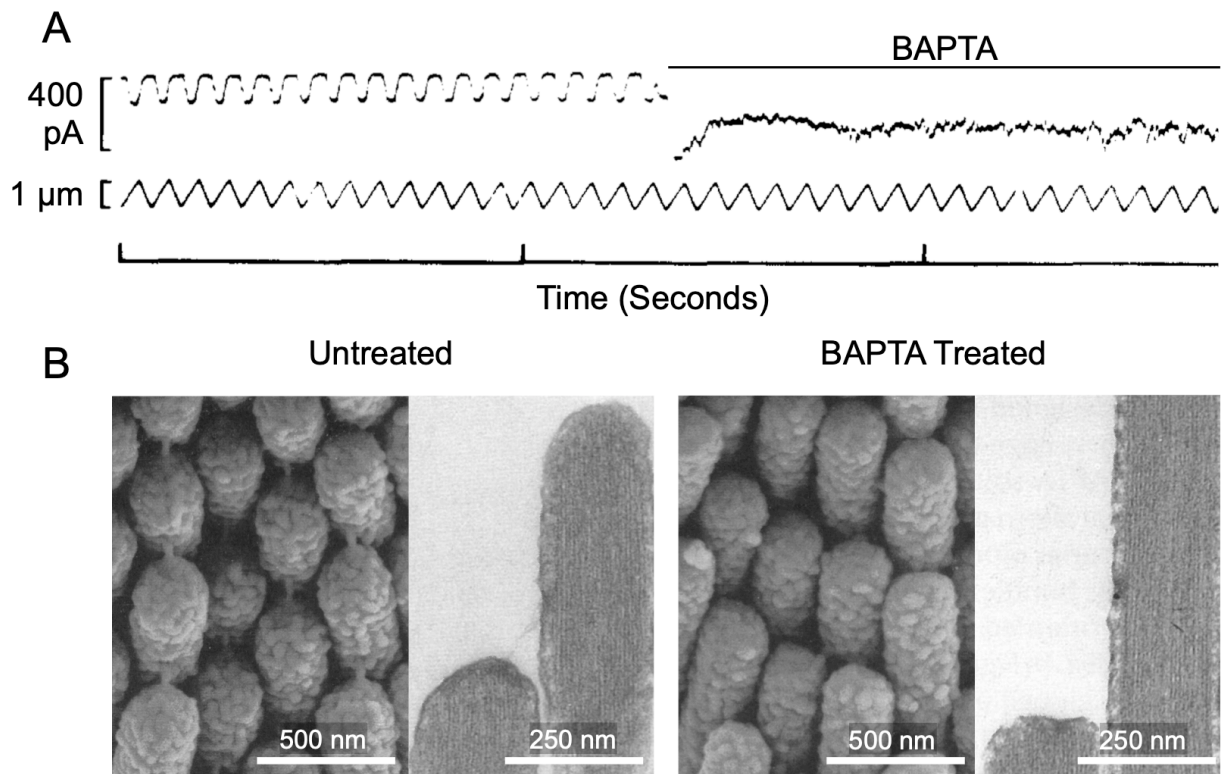 A
BAPTA
400
pA
1 µm
Time (Seconds)
B
Untreated
BAPTA Treated
500 nm
250 nm
500 nm
250 nm